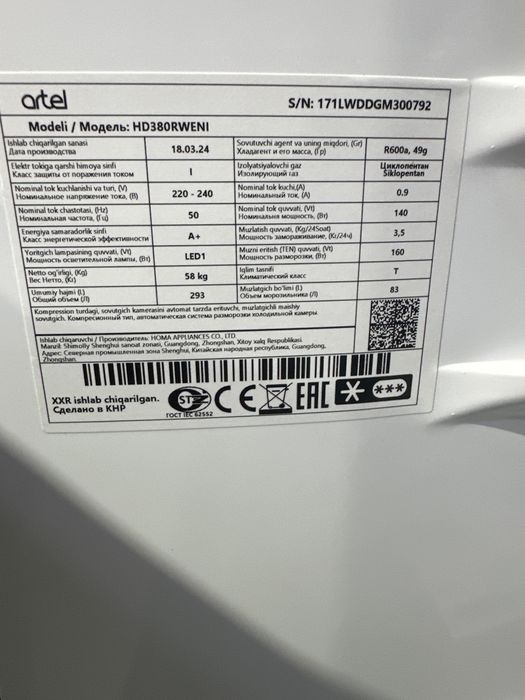 artel
S/N: 171LWDDGM300792
Modeli / Модель: HD380RWENI
Ishlab chiqarilgan sanasi
Дата производства
18.03.24
Sovutuvchi agent va uning miqdori, (Gr)
Хладагент и его масса, (Гр)
R600a, 49g
Elektr tokiga qarshi himoya sinfi
Класс защиты от поражения током
I
Izolyatsiyalovchi gaz
Изолирующий газ
Циклопентан
Siklopentan
Nominal tok kuchlanishi va turi, (V)
Номинальное напряжение тока, (В)
220 - 240
Nominal tok kuchi,(A)
Номинальный ток, (А)
0.9
Nominal tok chastotasi, (Hz)
Номинальная частота, (Гц)
50
Nominal tok quvvati, (Vt)
Номинальна мощность, (Вт)
140
Energiya samaradorlik sinfi
Класс энергетической эффективности
A+
Muzlatish quvvati, (Kg/24Soat)
Мощность замораживание, (Кг/24ч)
3,5
Yoritgich lampasining quvvati, (Vt)
Мощность осветительной лампы, (Вт)
LED1
Muzni eritish (TEN) quvvati, (Vt)
Мощность разморозки, (Вт)
160
Netto og'irligi, (Kg)
Вес Нетто, (Кг)
58 kg
Iglim tasnifi
Климатический класс
T
Umumiy hajmi (L)
Общий объем (Л)
293
Muzlatgich bo'limi (L)
Объем морозильника (Л)
83
Kompression turdagi, sovutgich kamerasini avtomat tarzda erituvchi, muzlatgichli maishiy
sovutgich. Компресионный тип, автоматическая система разморозки холодильной камеры.
Ishlab chiqaruvchi / Производитель: HOMA APPLIANCES CO., LTD.
Manzil: Shimoliy Shenghui sanoat zonasi, Guangdong, Zhongshan, Xitoy xalq Respublikasi
Адрес: Северная промышленная зона Shenghui, Китайская народная республика, Guangdong,
Zhongshan
XXR ishlab chiqarilgan.
Сделано в КНР
ГОСТ IEC 62552
CE
EAC